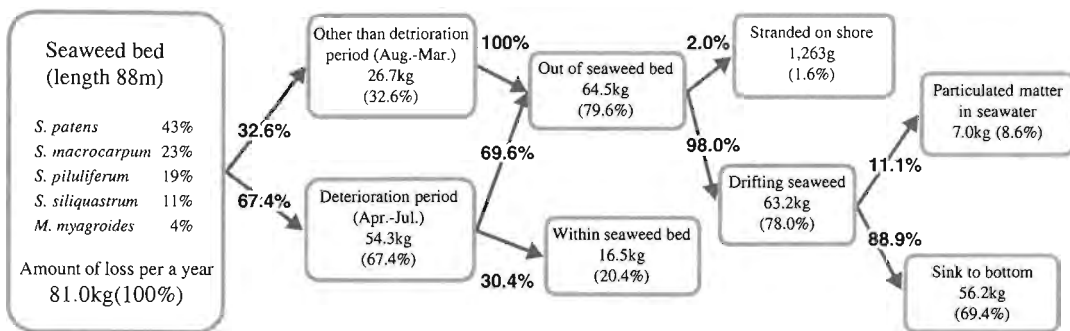 Seaweed bed
(length 88m)
S. patens 43%
S. macrocarpum 23%
S. piluliferum 19%
S. siliquastrum 11%
M. myagroides 4%
Amount of loss per a year
81.0kg(100%)
32.6%
67.4%
Other than detrioration
period (Aug.-Mar.)
26.7kg
(32.6%)
Deterioration period
(Apr.-Jul.)
54.3kg
(67.4%)
100%
69.6%
30.4%
Out of seaweed bed
64.5kg
(79.6%)
Within seaweed bed
16.5kg
(20.4%)
2.0%
98.0%
Stranded on shore
1,263g
(1.6%)
Drifting seaweed
63.2kg
(78.0%)
11.1%
88.9%
Particulated matter
in seawater
7.0kg (8.6%)
Sink to bottom
56.2kg
(69.4%)